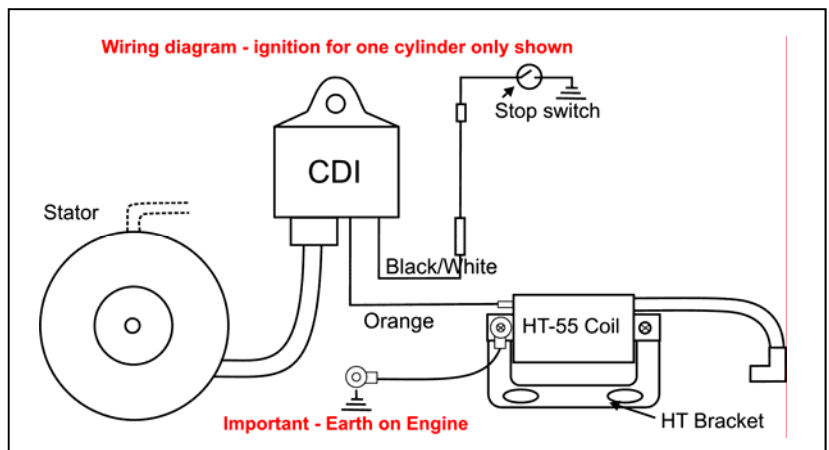 Wiring diagram - ignition for one cylinder only shown
Stop switch
CDI
Stator
Black/White
Orange
HT-55 Coil
Important - Earth on Engine
HT Bracket